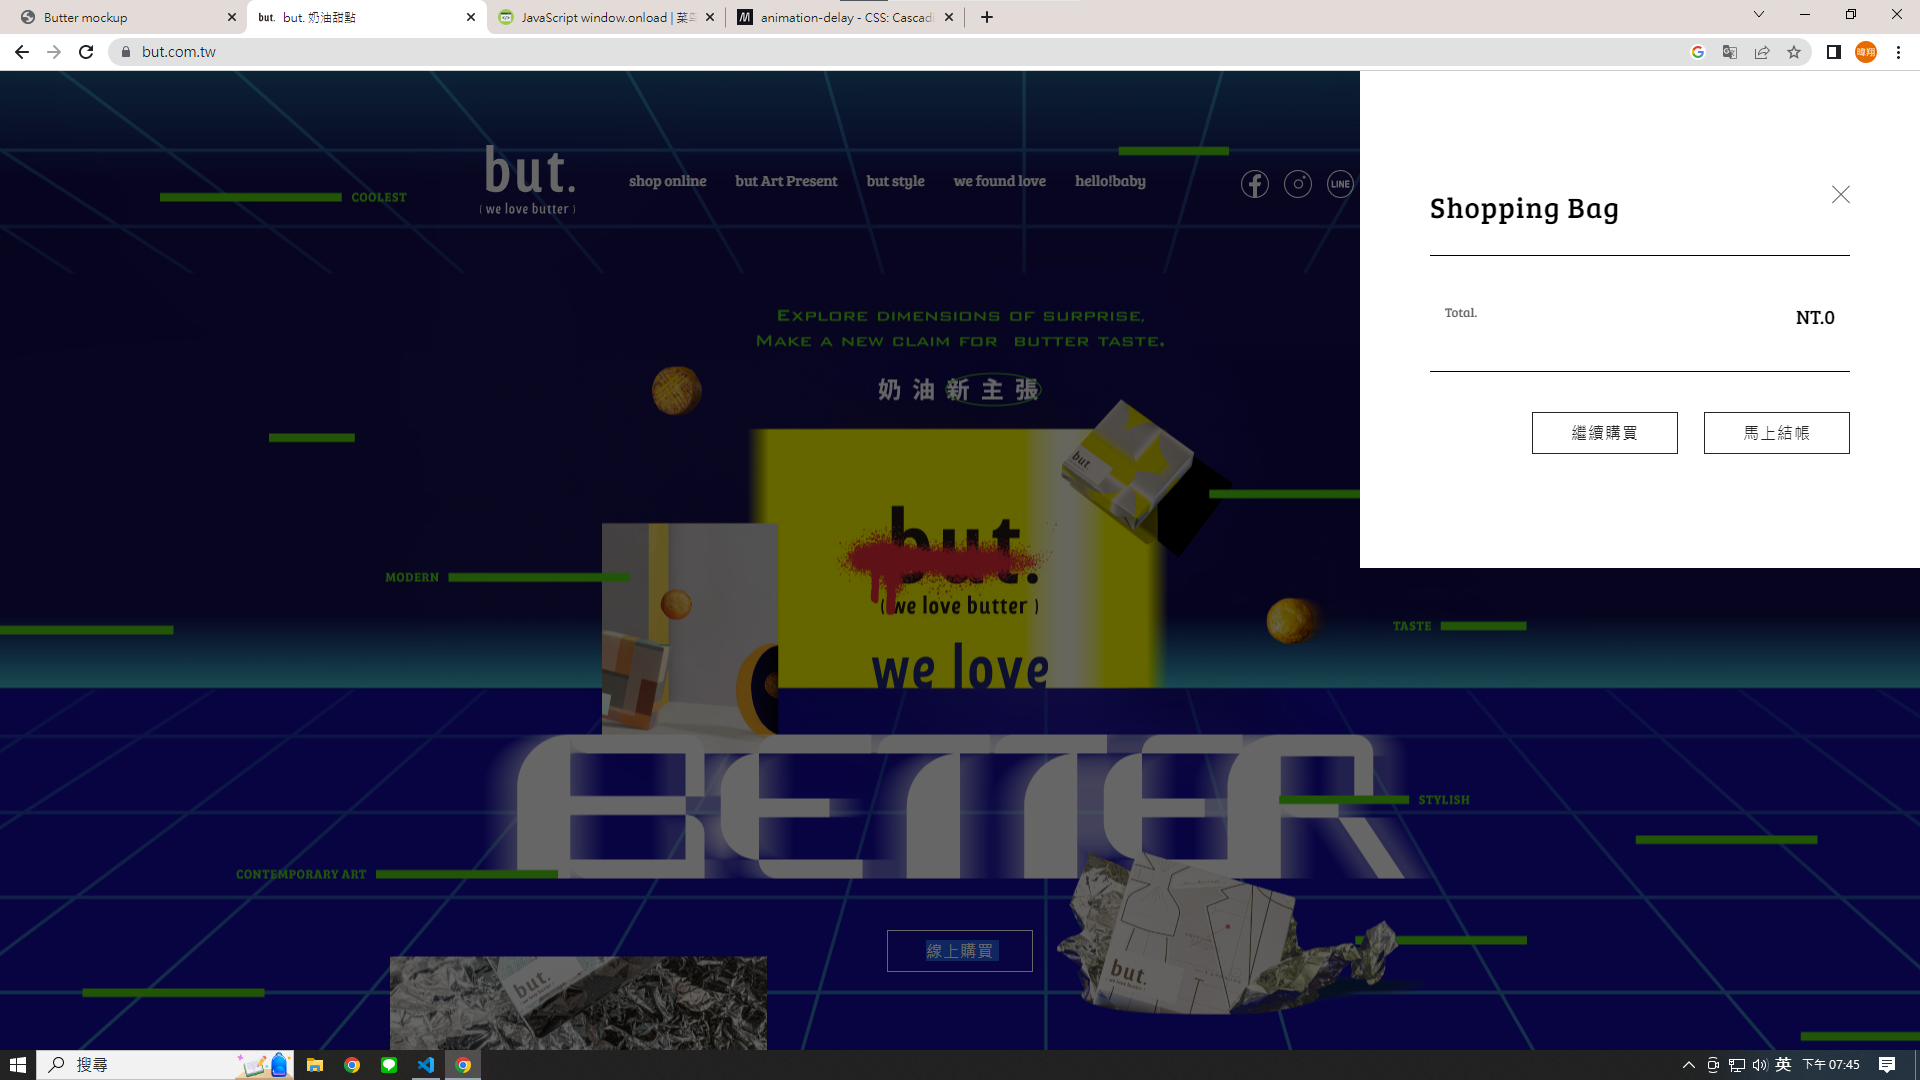 Butter mockup
but. but. 奶油甜點
JavaScript window.onload | 菜
animation-delay - CSS: Cascad
but.com.tw
暐翔
but.
( we love butter )
shop online
but Art Present
but style
we found love
hello!baby
LINE
COOLEST
Shopping Bag
Total.
NT.0
繼續購買
馬上結帳
EXPLORE DIMENSIONS OF SURPRISE,
MAKE A NEW CLAIM FOR BUTTER TASTE.
奶油新主張
but.
but.
( we love butter )
we love
MODERN
TASTE
BETTER
STYLISH
CONTEMPORARY ART
線上購買
but.
but.
搜尋
英
下午 07:45